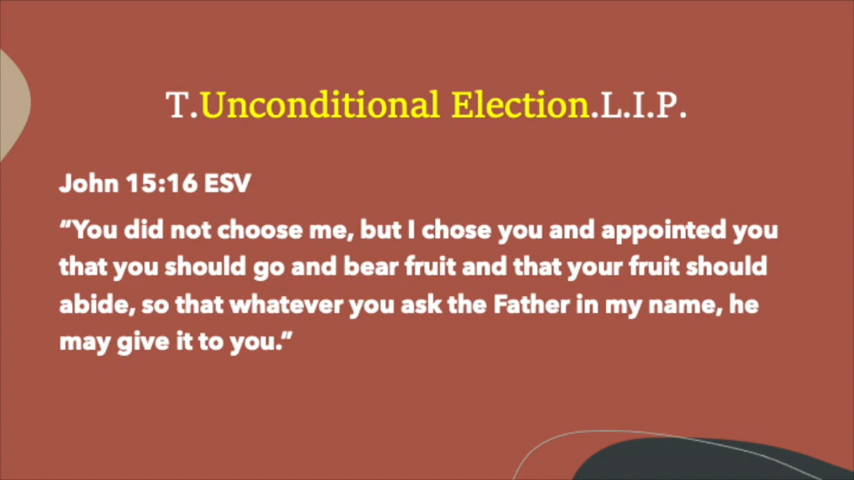 T.Unconditional Election.L.I.P.
John 15:16 ESV
“You did not choose me, but I chose you and appointed you
that you should go and bear fruit and that your fruit should
abide, so that whatever you ask the Father in my name, he
may give it to you.”